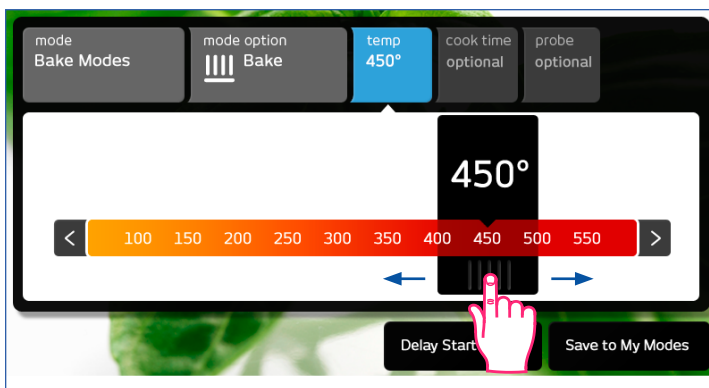 mode
Bake Modes
mode option
Bake
temp
450°
cook time
optional
probe
optional
450°
< 100 150 200 250 300 350 400 450 500 550 >
Delay Start
Save to My Modes